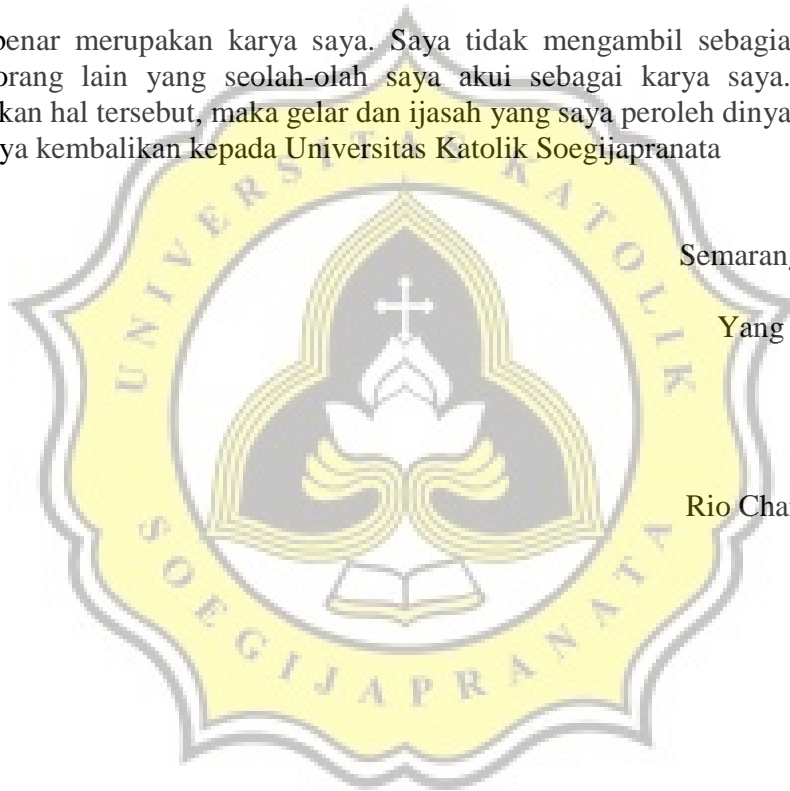 benar merupakan karya saya. Saya tidak mengambil sebagia
orang lain yang seolah-olah saya akui sebagai karya saya.
kan hal tersebut, maka gelar dan ijasah yang saya peroleh dinya
ya kembalikan kepada Universitas Katolik Soegijapranata
Semarang
Yang
Rio Cha
UNIVERSITAS KATOLIK
SOEGIJAPRANATA